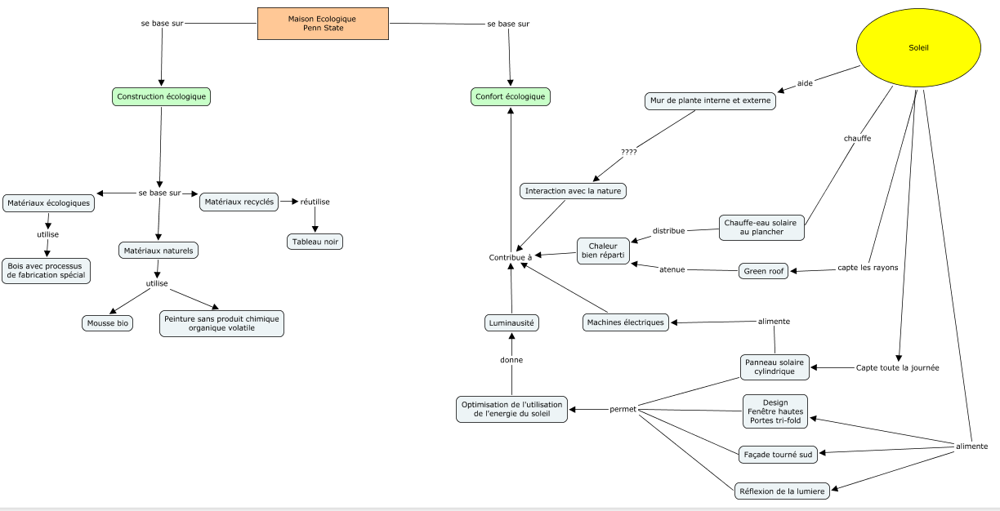 Maison Ecologique
Penn State
se base sur
se base sur
Soleil
aide
Construction écologique
Confort écologique
Mur de plante interne et externe
chauffe
????
Matériaux écologiques
se base sur
Matériaux recyclés
réutilise
Interaction avec la nature
utilise
Tableau noir
Matériaux naturels
Bois avec processus
de fabrication spécial
utilise
Mousse bio
Peinture sans produit chimique
organique volatile
Chauffe-eau solaire
au plancher
distribue
Chaleur
bien réparti
Contribue à
atenue
Green roof
capte les rayons
Luminausité
Machines électriques
alimente
donne
Panneau solaire
cylindrique
Capte toute la journée
Optimisation de l'utilisation
de l'energie du soleil
permet
Design
Fenêtre hautes
Portes tri-fold
alimente
Façade tourné sud
Réflexion de la lumiere